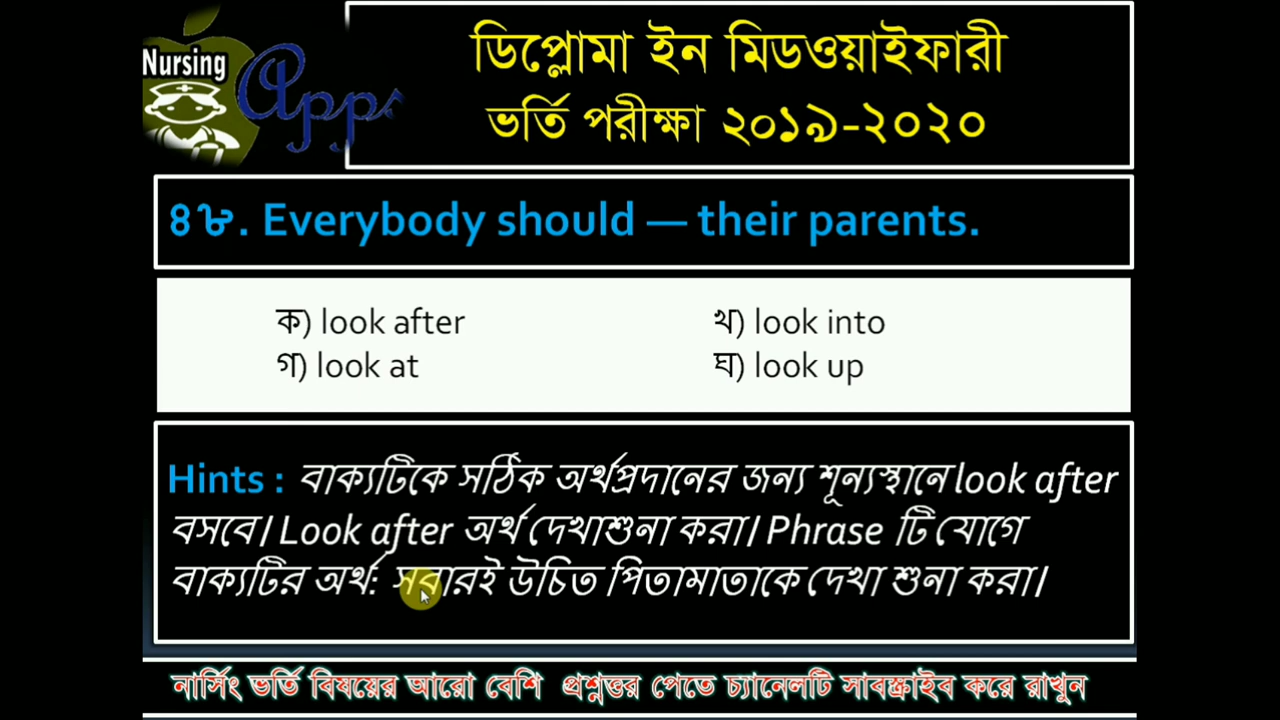 Nursing
Apps
ডিপ্লোমা ইন মিডওয়াইফারী
ভর্তি পরীক্ষা ২০১৯-২০২০
৪৮. Everybody should — their parents.
ক) look after
খ) look into
গ) look at
ঘ) look up
Hints : বাক্যটিকে সঠিক অর্থপ্রদানের জন্য শূন্যস্থানে look after
বসবে। Look after অর্থ দেখাশুনা করা। Phrase টি যোগে
বাক্যটির অর্থ: সবারই উচিত পিতামাতাকে দেখা শুনা করা।
নার্সিং ভর্তি বিষয়ের আরো বেশি প্রশ্নত্তর পেতে চ্যানেলটি সাবস্ক্রাইব করে রাখুন